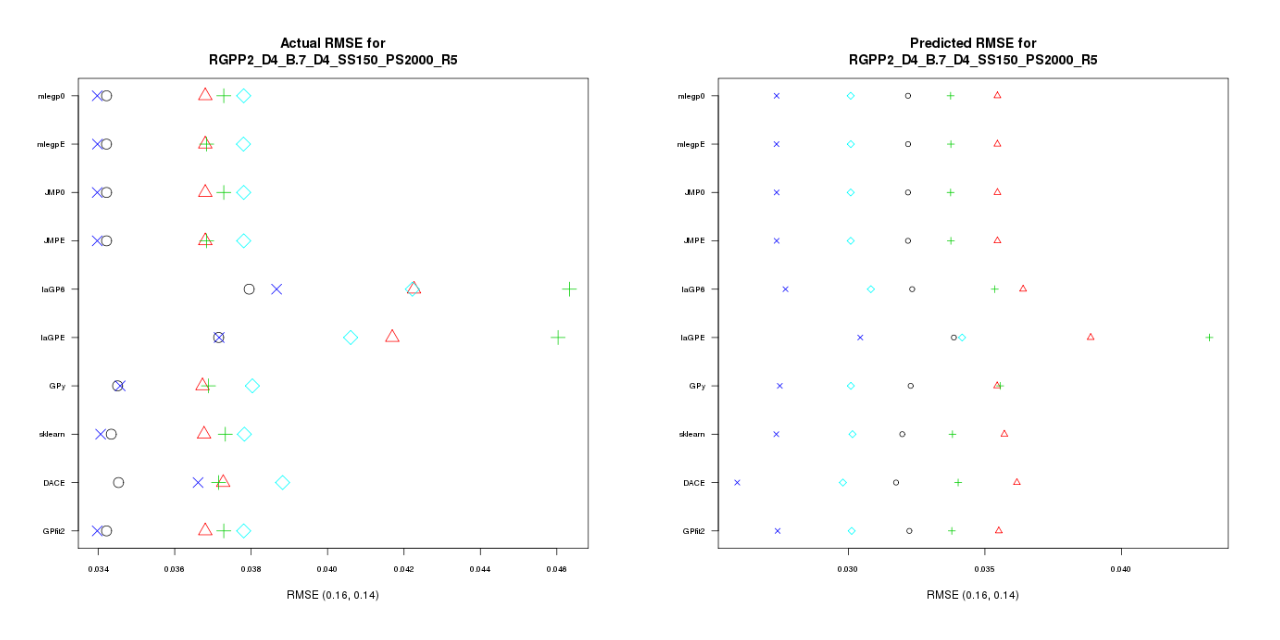 Actual RMSE for
RGPP2_D4_B.7_D4_SS150_PS2000_R5
mlegp0
mlegpE
JMP0
JMPE
laGP6
laGPE
GPy
sklearn
DACE
GPfit2
0.034 0.036 0.038 0.040 0.042 0.044 0.046
RMSE (0.16, 0.14)
Predicted RMSE for
RGPP2_D4_B.7_D4_SS150_PS2000_R5
mlegp0
mlegpE
JMP0
JMPE
laGP6
laGPE
GPy
sklearn
DACE
GPfit2
0.030 0.035 0.040
RMSE (0.16, 0.14)